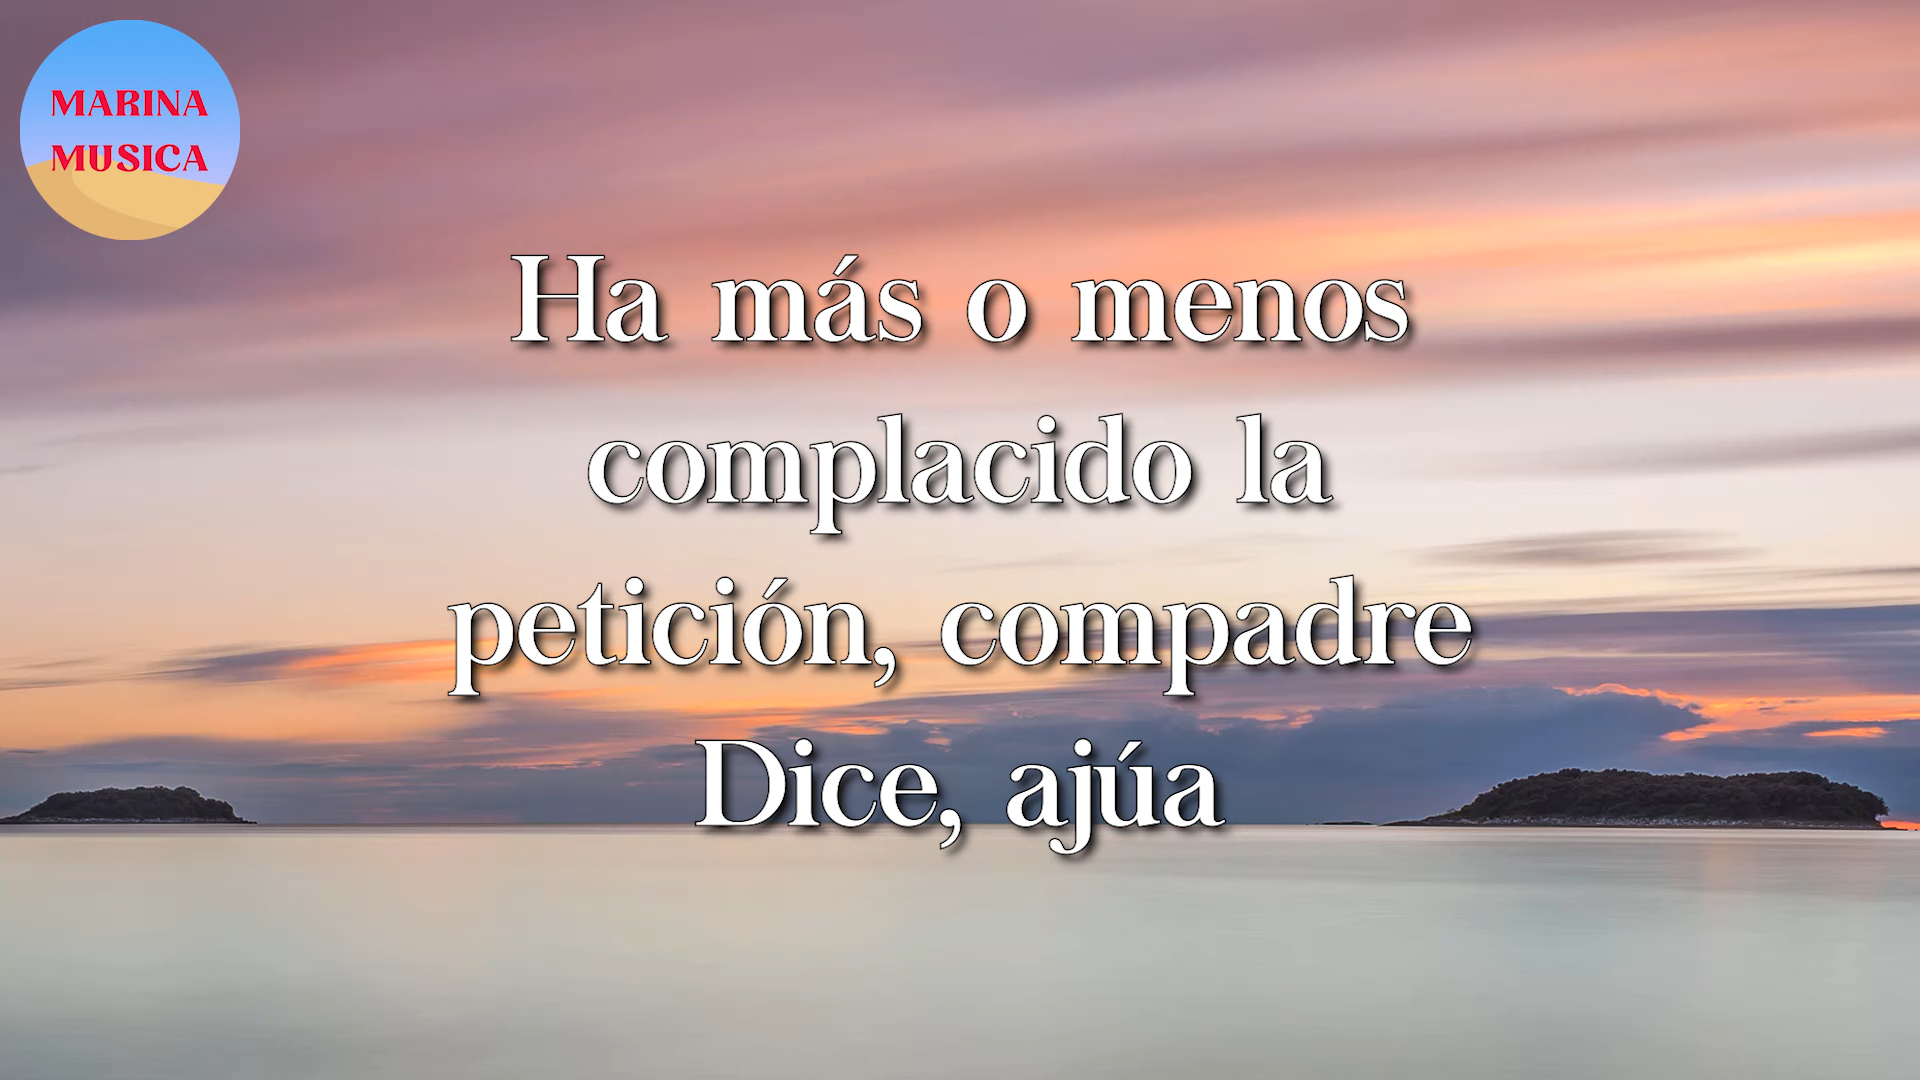 MARINA
MUSICA
Ha más o menos
complacido la
petición, compadre
Dice, ajúa